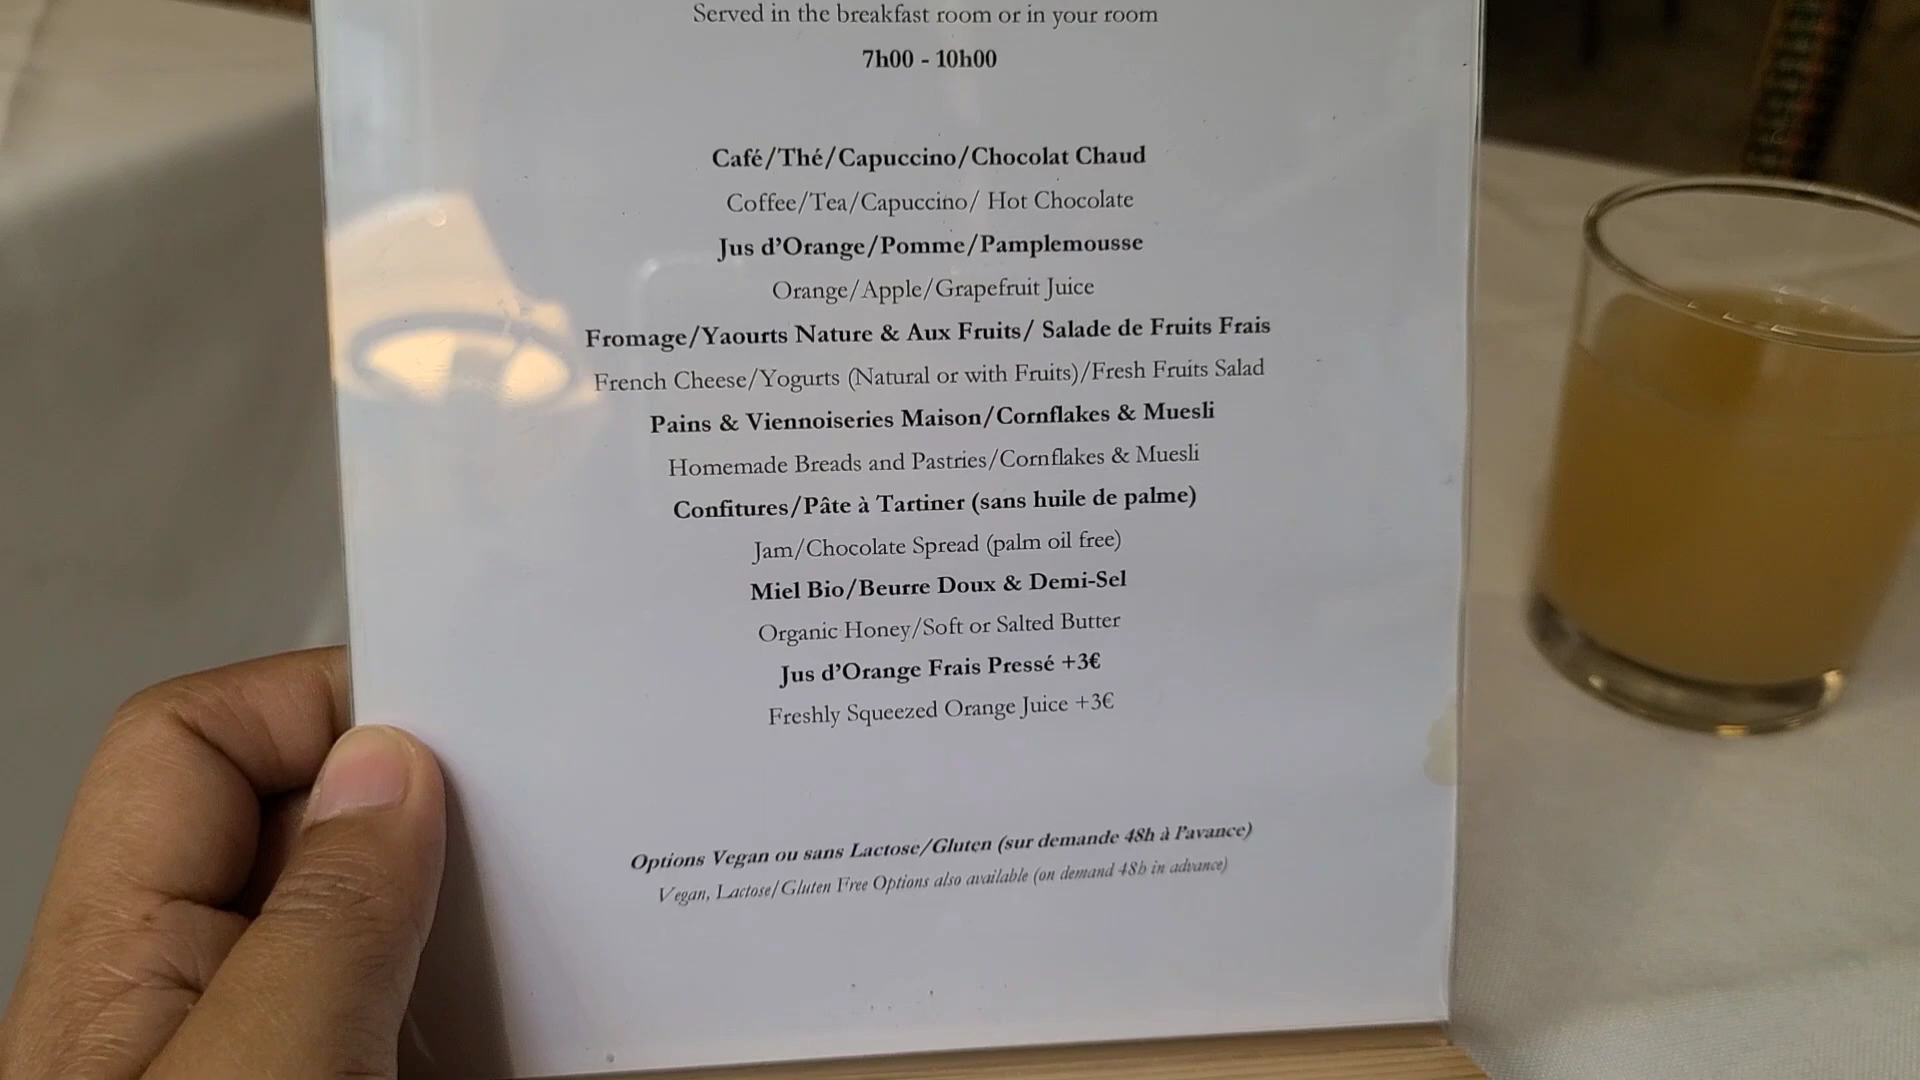 Served in the breakfast room or in your room
7h00 - 10h00
Café/Thé/Capuccino/Chocolat Chaud
Coffee/Tea/Capuccino/ Hot Chocolate
Jus d'Orange/Pomme/Pamplemousse
Orange/Apple/Grapefruit Juice
Fromage/Yaourts Nature & Aux Fruits/ Salade de Fruits Frais
French Cheese/Yogurts (Natural or with Fruits)/Fresh Fruits Salad
Pains & Viennoiseries Maison/Cornflakes & Muesli
Homemade Breads and Pastries/Cornflakes & Muesli
Confitures/Pâte à Tartiner (sans huile de palme)
Jam/Chocolate Spread (palm oil free)
Miel Bio/Beurre Doux & Demi-Sel
Organic Honey/Soft or Salted Butter
Jus d'Orange Frais Pressé +3€
Freshly Squeezed Orange Juice +3€
Options Vegan ou sans Lactose/Gluten (sur demande 48h à l'avance)
Vegan, Lactose/Gluten Free Options also available (on demand 48h in advance)